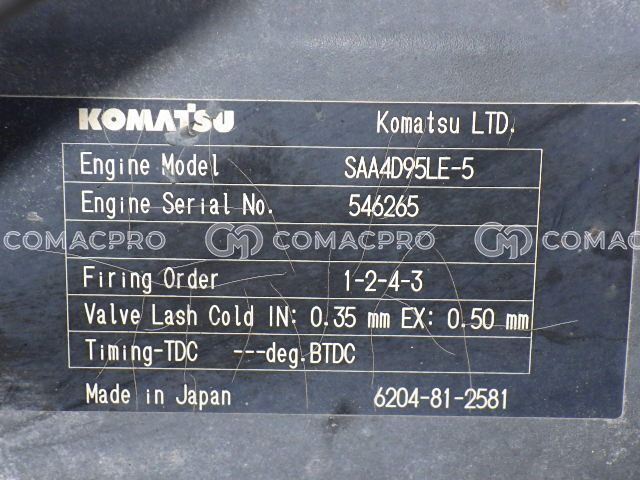 KOMATSU Komatsu LTD.
Engine Model SAA4D95LE-5
Engine Serial No. 546265
COMACPRO COMACPRO COMACPRO
Firing Order 1-2-4-3
Valve Lash Cold IN: 0.35 mm EX: 0.50 mm
Timing-TDC ---deg.BTDC
Made in Japan 6204-81-2581